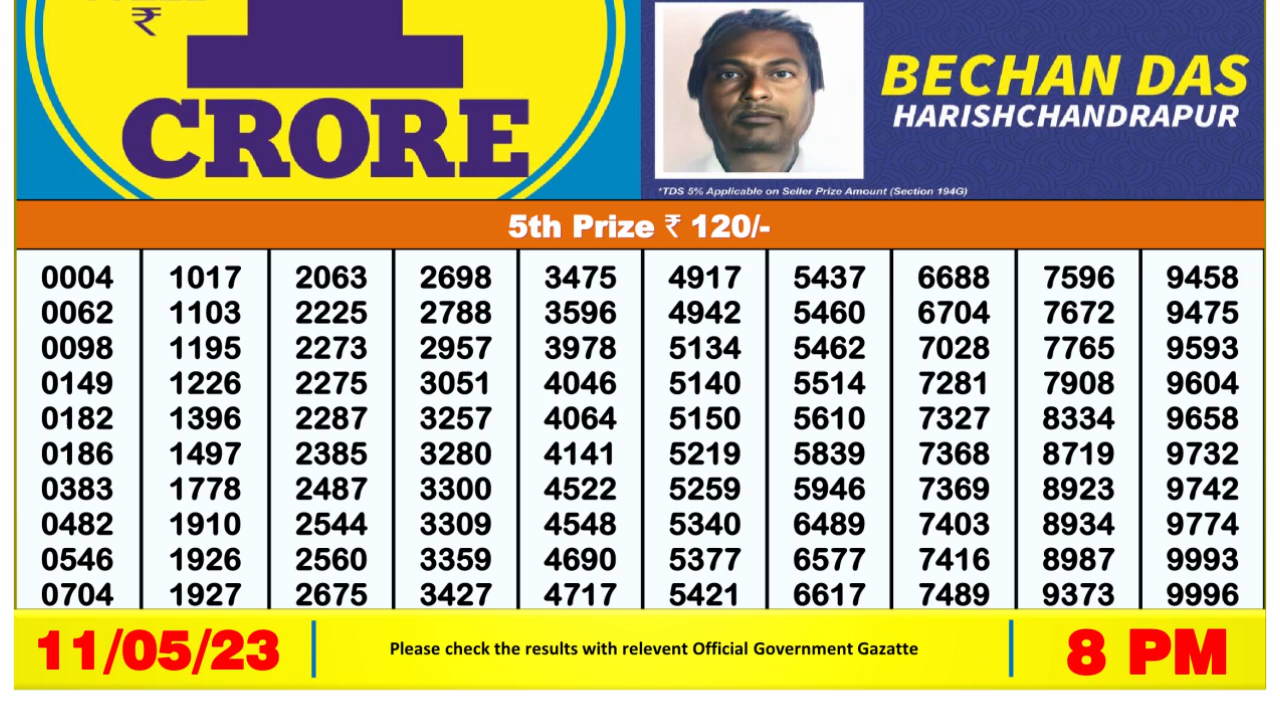 ₹
CRORE
BECHAN DAS
HARISHCHANDRAPUR
*TDS 5% Applicable on Seller Prize Amount (Section 194G)
5th Prize ₹ 120/-
0004 1017 2063 2698 3475 4917 5437 6688 7596 9458
0062 1103 2225 2788 3596 4942 5460 6704 7672 9475
0098 1195 2273 2957 3978 5134 5462 7028 7765 9593
0149 1226 2275 3051 4046 5140 5514 7281 7908 9604
0182 1396 2287 3257 4064 5150 5610 7327 8334 9658
0186 1497 2385 3280 4141 5219 5839 7368 8719 9732
0383 1778 2487 3300 4522 5259 5946 7369 8923 9742
0482 1910 2544 3309 4548 5340 6489 7403 8934 9774
0546 1926 2560 3359 4690 5377 6577 7416 8987 9993
0704 1927 2675 3427 4717 5421 6617 7489 9373 9996
11/05/23 Please check the results with relevent Official Government Gazatte 8 PM